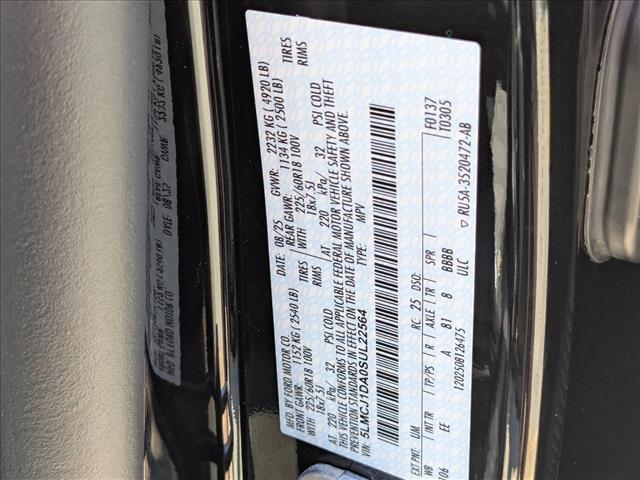 MFD. BY FORD MOTOR CO.
DATE: 08/25 GVWR: 2232 KG ( 4920 LB)
FRONT GAWR: 1152 KG ( 2540 LB) REAR GAWR: 1134 KG ( 2500 LB)
WITH 225/60R18 100V TIRES WITH 225/60R18 100V TIRES
18x7.5J RIMS 18x7.5J RIMS
AT 220 kPa/ 32 PSI COLD AT 220 kPa/ 32 PSI COLD
THIS VEHICLE CONFORMS TO ALL APPLICABLE FEDERAL MOTOR VEHICLE SAFETY AND THEFT
PREVENTION STANDARDS IN EFFECT ON THE DATE OF MANUFACTURE SHOWN ABOVE.
VIN: 5LMCJ1DA0SUL22564 TYPE: MPV
EXT PNT: UM RC: 25 DSO: F0137
WB INT TR TP/PS R AXLE TR SPR T0305
106 EE A 81 8 BBBB
ULC
120250812647 5 ▽ RU5A-3520472-AB